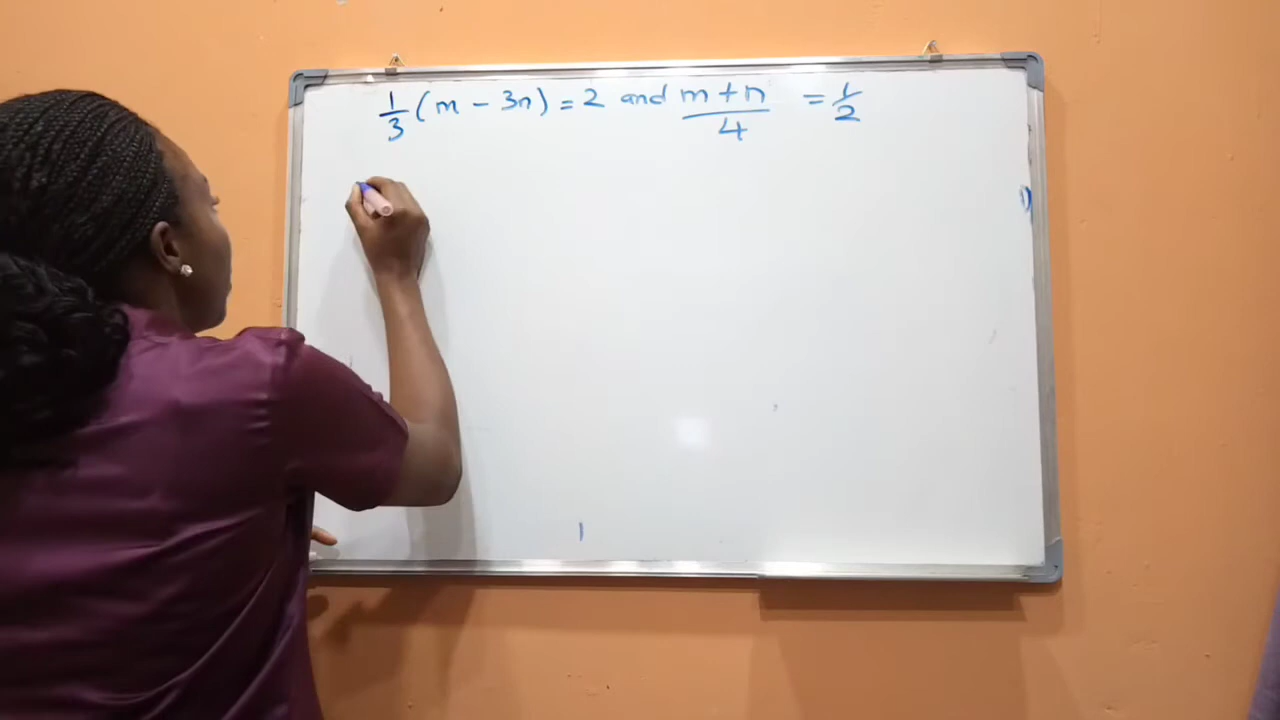 1/3 (m - 3n) = 2 and m + n / 4 = 1/2